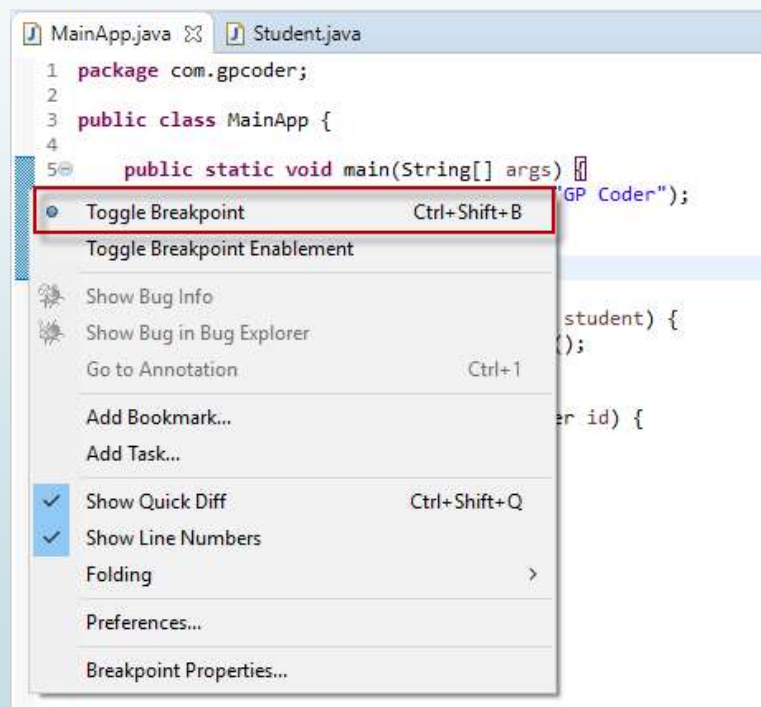 MainApp.java Student.java
1 package com.gpcoder;
2
3 public class MainApp {
4
5 public static void main(String[] args) {
"GP Coder");
Toggle Breakpoint Ctrl+Shift+B
Toggle Breakpoint Enablement
Show Bug Info
student) {
Show Bug in Bug Explorer
();
Go to Annotation Ctrl+1
Add Bookmark...
er id) {
Add Task...
Show Quick Diff Ctrl+Shift+Q
Show Line Numbers
Folding
Preferences...
Breakpoint Properties...